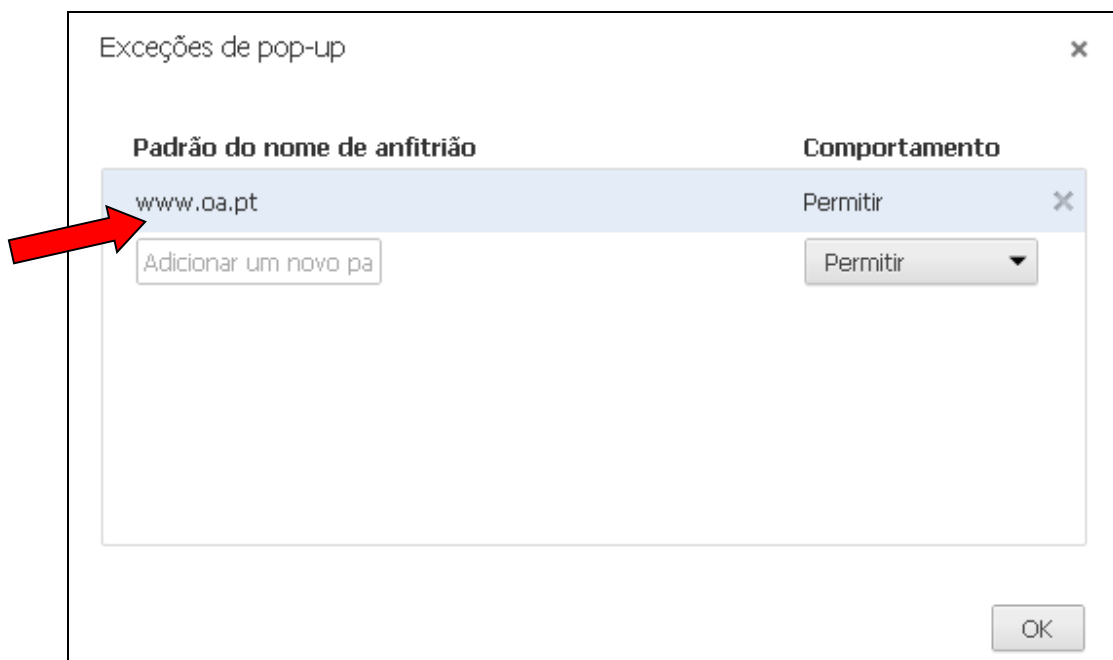 Exceções de pop-up
Padrão do nome de anfitrião Comportamento
www.oa.pt Permitir
Adicionar um novo pa Permitir
OK